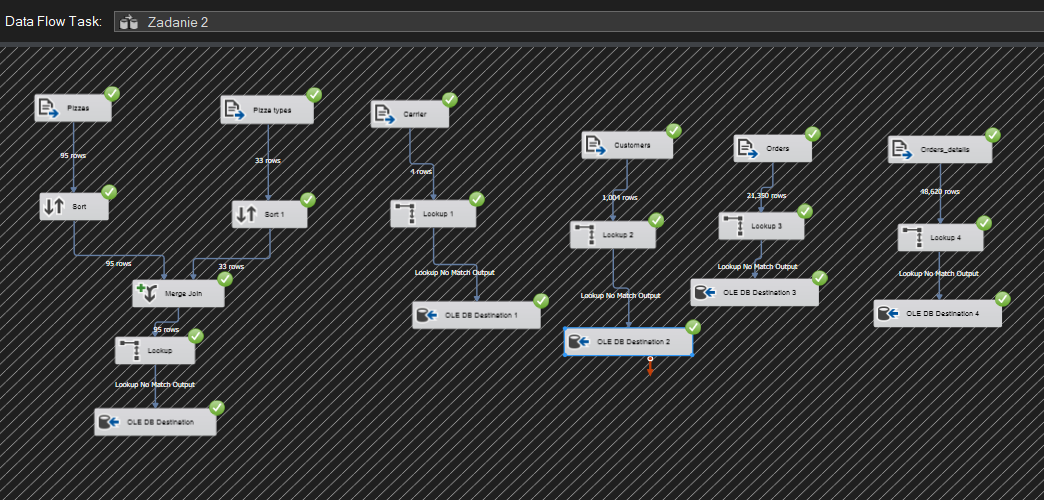 Data Flow Task:
Zadanie 2
Pizzas
Pizza types
Carrier
Customers
Orders
Orders_details
95 rows
33 rows
4 rows
1,004 rows
21,350 rows
48,620 rows
Sort
Sort 1
Lookup 1
Lookup 2
Lookup 3
Lookup 4
95 rows
33 rows
Lookup No Match Output
Lookup No Match Output
Lookup No Match Output
Lookup No Match Output
Merge Join
OLE DB Destination 1
OLE DB Destination 2
OLE DB Destination 3
OLE DB Destination 4
95 rows
Lookup
Lookup No Match Output
OLE DB Destination